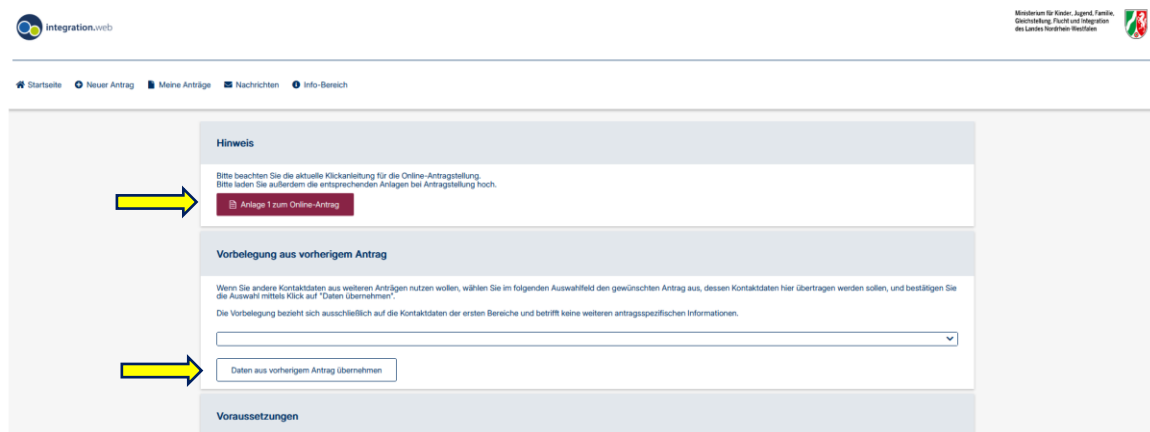 integration.web
Ministerium für Kinder, Jugend, Familie,
Gleichstellung, Flucht und Integration
des Landes Nordrhein-Westfalen
Startseite Neuer Antrag Meine Anträge Nachrichten Info-Bereich
Hinweis
Bitte beachten Sie die aktuelle Klickanleitung für die Online-Antragstellung.
Bitte laden Sie außerdem die entsprechenden Anlagen bei Antragstellung hoch.
Anlage 1 zum Online-Antrag
Vorbelegung aus vorherigem Antrag
Wenn Sie andere Kontaktdaten aus weiteren Anträgen nutzen wollen, wählen Sie im folgenden Auswahlfeld den gewünschten Antrag aus, dessen Kontaktdaten hier übertragen werden sollen, und bestätigen Sie
die Auswahl mittels Klick auf "Daten übernehmen".
Die Vorbelegung bezieht sich ausschließlich auf die Kontaktdaten der ersten Bereiche und betrifft keine weiteren antragsspezifischen Informationen.
Daten aus vorherigem Antrag übernehmen
Voraussetzungen